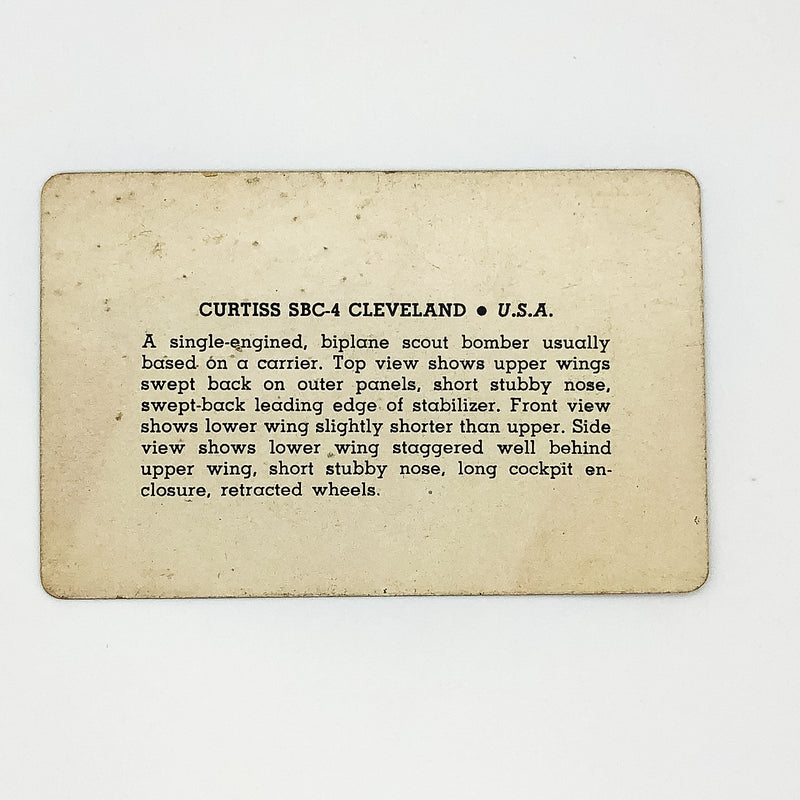 CURTISS SBC-4 CLEVELAND ● U.S.A.
A single-engined, biplane scout bomber usually
based on a carrier. Top view shows upper wings
swept back on outer panels, short stubby nose,
swept-back leading edge of stabilizer. Front view
shows lower wing slightly shorter than upper. Side
view shows lower wing staggered well behind
upper wing, short stubby nose, long cockpit en-
closure, retracted wheels.